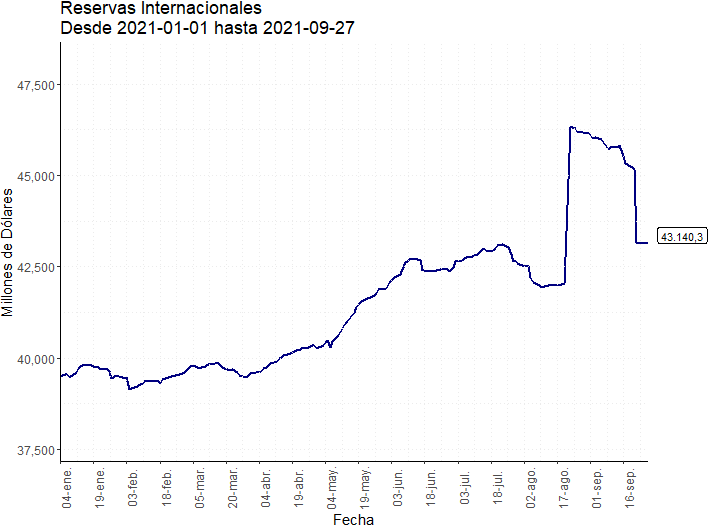 Reservas Internacionales
Desde 2021-01-01 hasta 2021-09-27
Millones de Dólares
47,500
45,000
42,500
40,000
37,500
43.140,3
04-ene.
19-ene.
03-feb.
18-feb.
05-mar.
20-mar.
04-abr.
19-abr.
04-may.
19-may.
03-jun.
18-jun.
03-jul.
18-jul.
02-ago.
17-ago.
01-sep.
16-sep.
Fecha